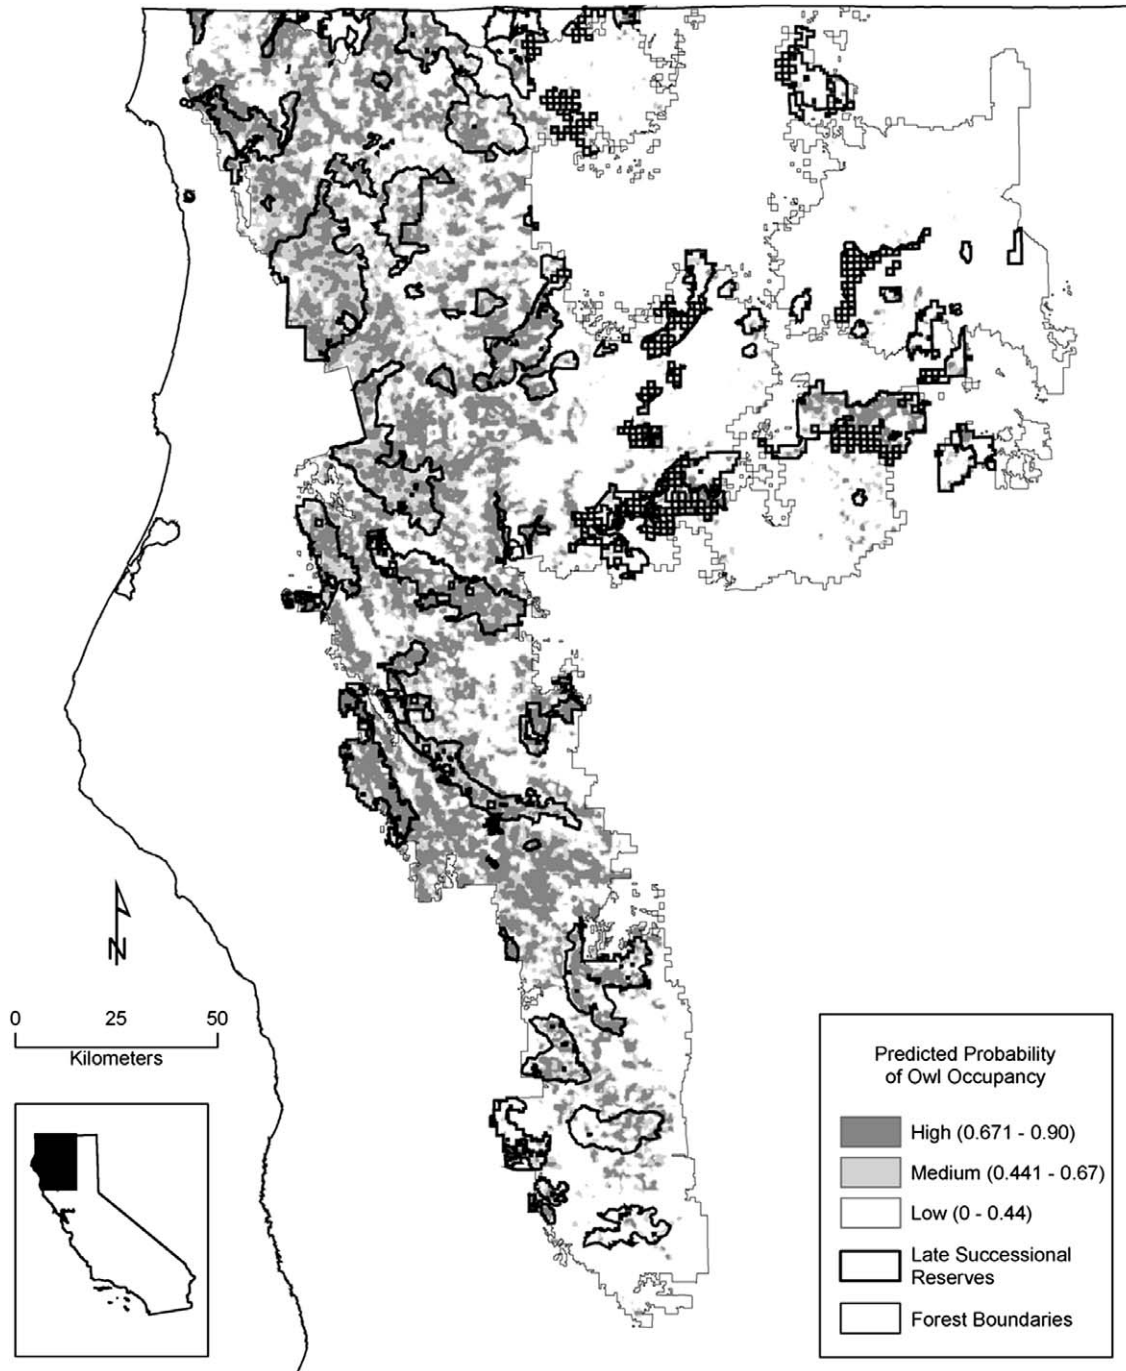 N
0 25 50
Kilometers
Predicted Probability
of Owl Occupancy
High (0.671 - 0.90)
Medium (0.441 - 0.67)
Low (0 - 0.44)
Late Successional
Reserves
Forest Boundaries